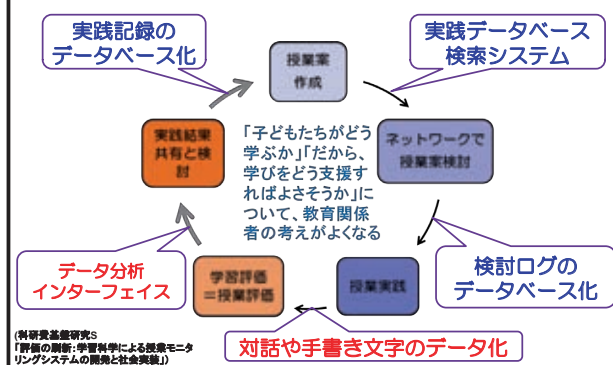 実践記録の
データベース化
実践データベース
検索システム
授業案
作成
実践結果
共有と検
討
「子どもたちがどう
学ぶか」「だから、
学びをどう支援す
ればよさそうか」に
ついて、教育関係
者の考えがよくなる
ネットワークで
授業案検討
データ分析
インターフェイス
学習評価
＝授業評価
授業実践
検討ログの
データベース化
対話や手書き文字のデータ化
(科研費基盤研究S
「評価の刷新:学習科学による授業モニタ
リングシステムの開発と社会実装」)